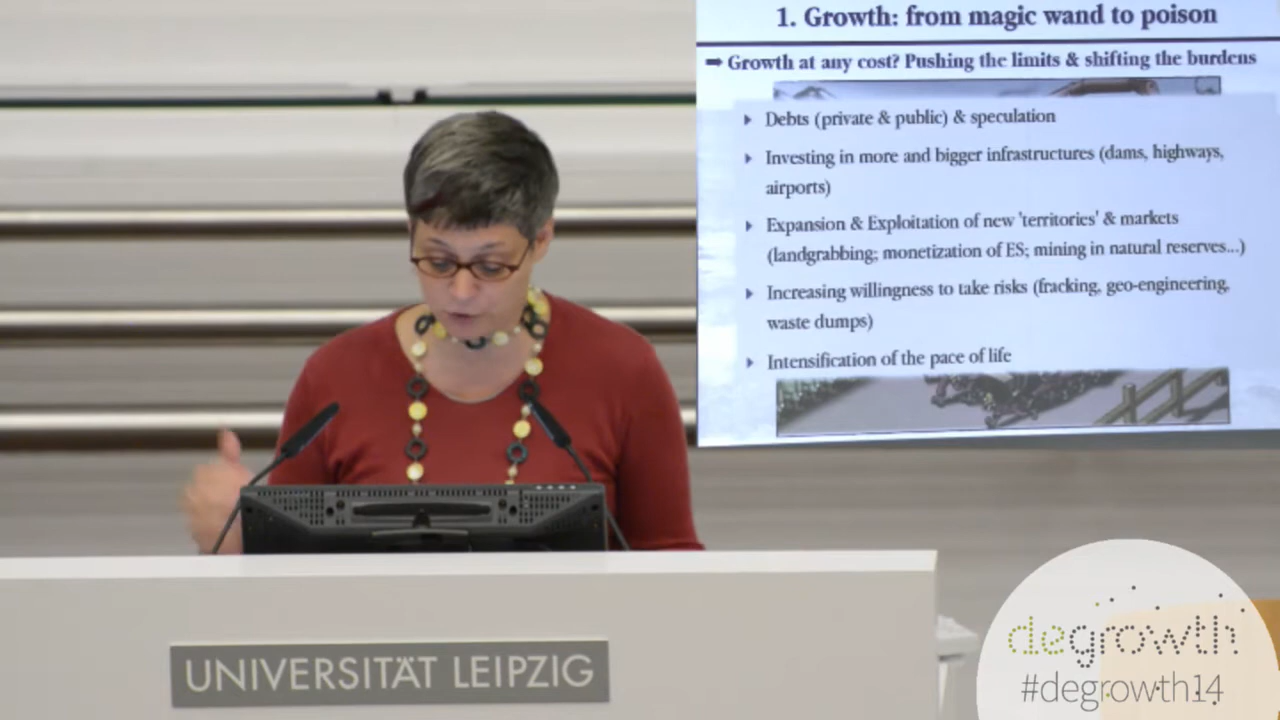 1. Growth: from magic wand to poison
➡ Growth at any cost? Pushing the limits & shifting the burdens
Debts (private & public) & speculation
Investing in more and bigger infrastructures (dams, highways,
airports)
Expansion & Exploitation of new 'territories' & markets
(landgrabbing; monetization of ES; mining in natural reserves...)
Increasing willingness to take risks (fracking, geo-engineering,
waste dumps)
Intensification of the pace of life
UNIVERSITÄT LEIPZIG
degrowth
#degrowth14